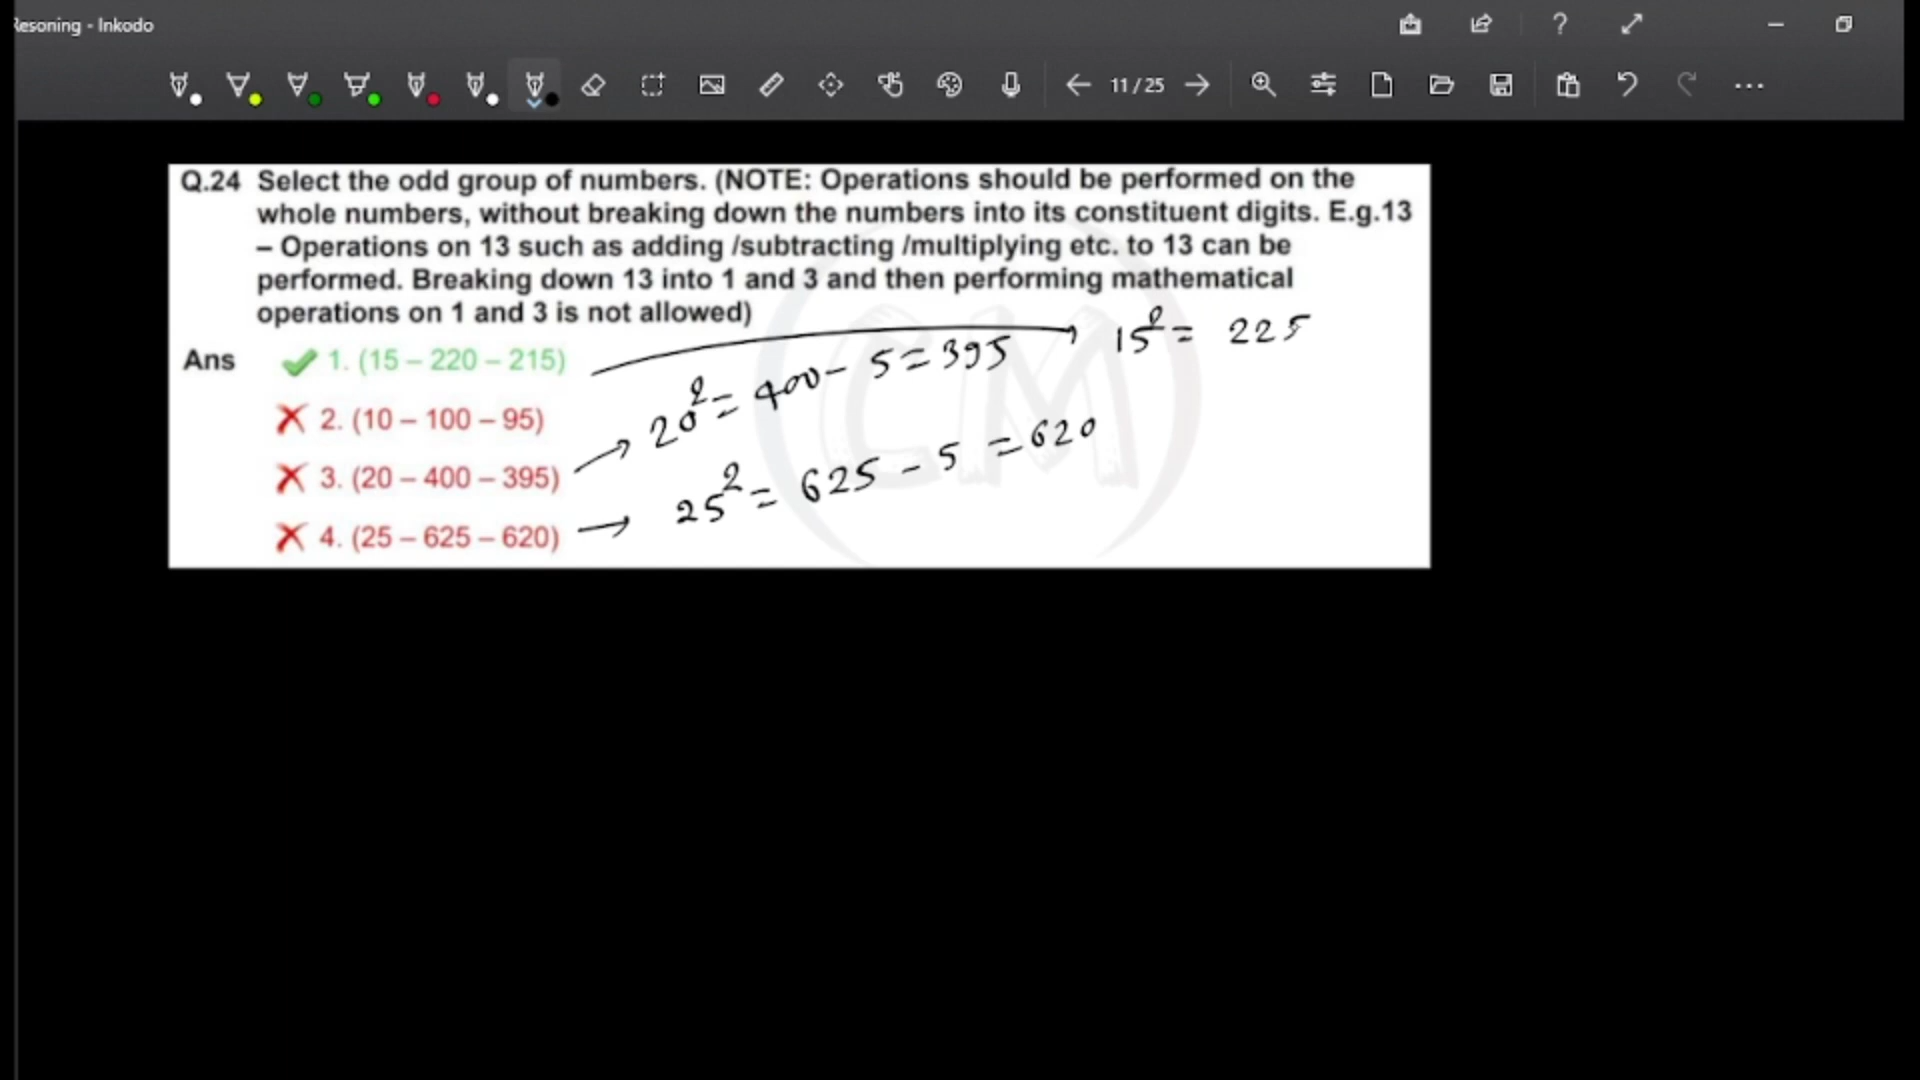 Resoning - Inkodo
11 / 25
Q.24 Select the odd group of numbers. (NOTE: Operations should be performed on the
whole numbers, without breaking down the numbers into its constituent digits. E.g.13
– Operations on 13 such as adding /subtracting /multiplying etc. to 13 can be
performed. Breaking down 13 into 1 and 3 and then performing mathematical
operations on 1 and 3 is not allowed)
Ans 1. (15 – 220 – 215)
15² = 225
20² = 400 - 5 = 395
2. (10 – 100 – 95)
3. (20 – 400 – 395)
25² = 625 - 5 = 620
4. (25 – 625 – 620)
CM